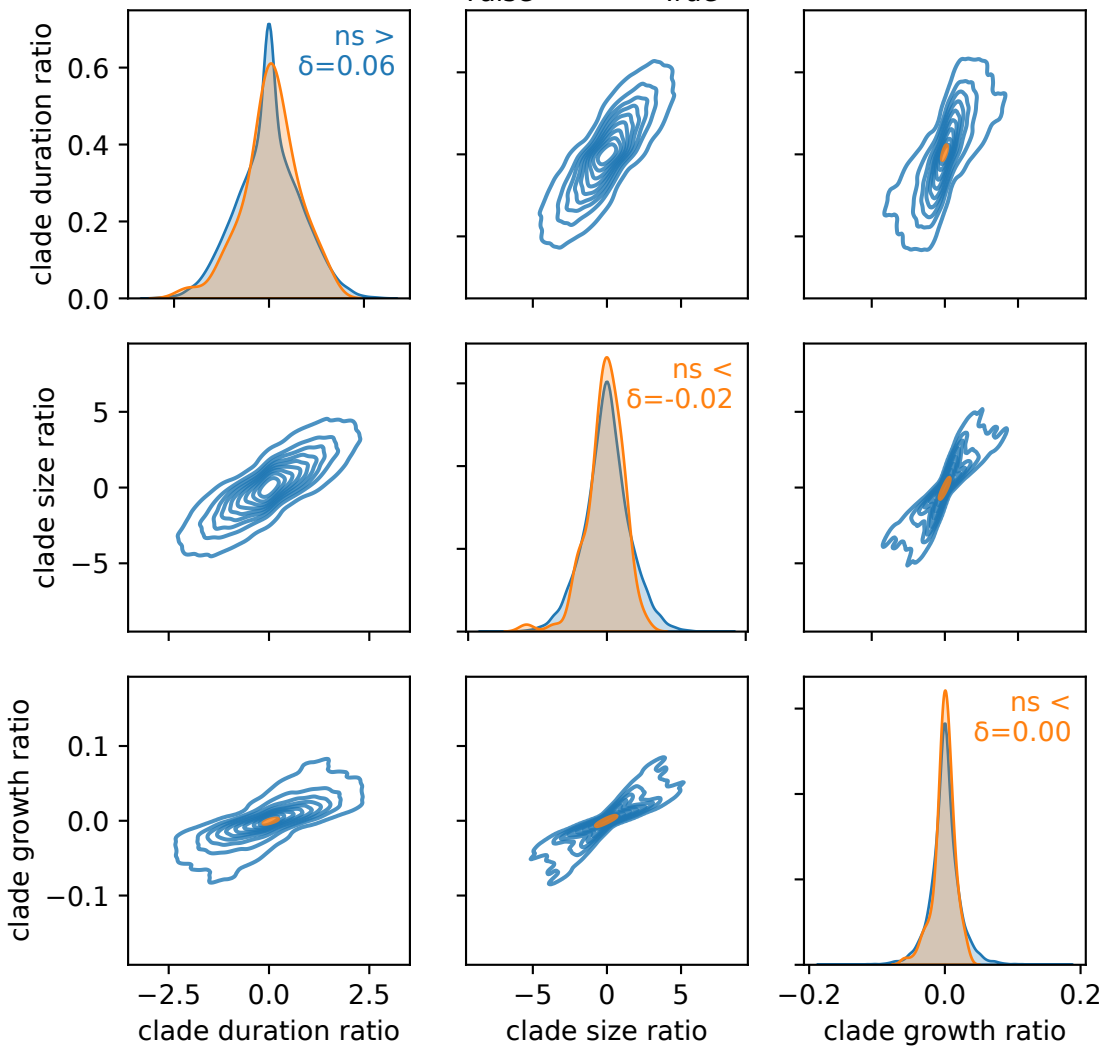 False True
clade duration ratio
0.6
0.4
0.2
0.0
ns >
δ=0.06
clade size ratio
5
0
−5
ns <
δ=-0.02
clade growth ratio
0.1
0.0
−0.1
ns <
δ=0.00
−2.5 0.0 2.5
−5 0 5
−0.2 0.0 0.2
clade duration ratio
clade size ratio
clade growth ratio